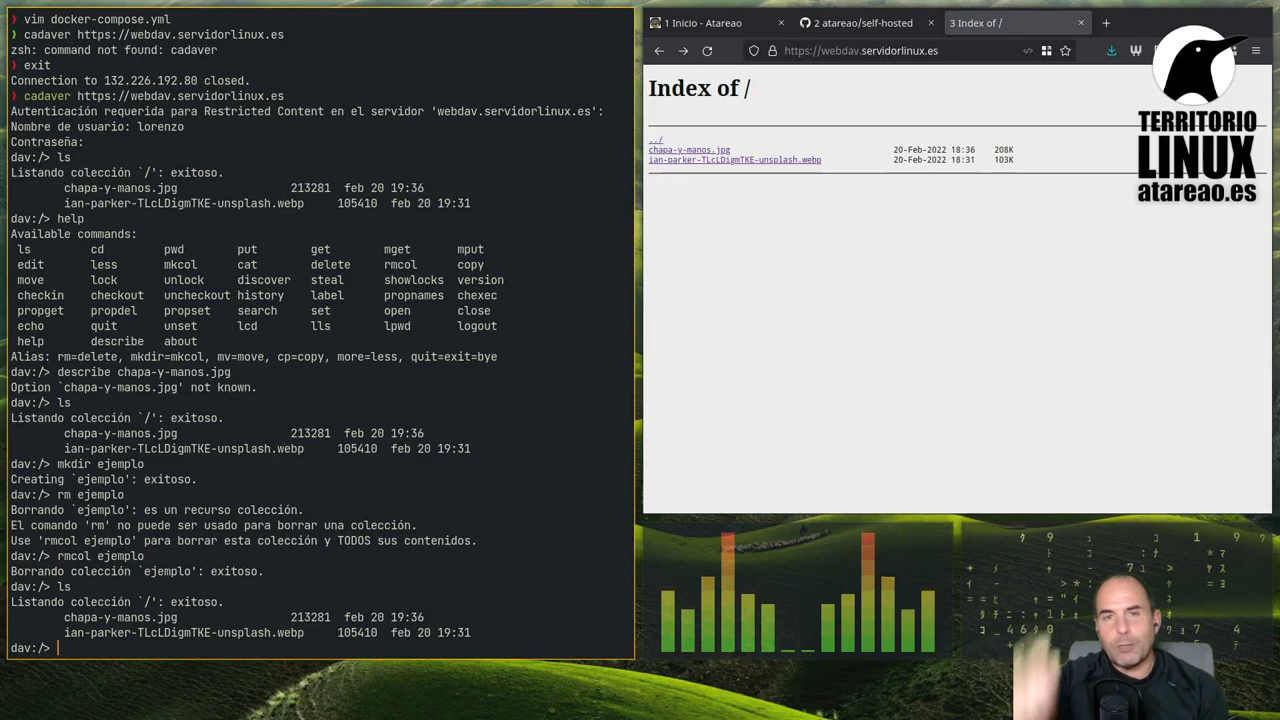 ❯ vim docker-compose.yml
❯ cadaver https://webdav.servidorlinux.es
zsh: command not found: cadaver
❯ exit
Connection to 132.226.192.80 closed.
❯ cadaver https://webdav.servidorlinux.es
Autenticación requerida para Restricted Content en el servidor 'webdav.servidorlinux.es':
Nombre de usuario: lorenzo
Contraseña:
dav:/> ls
Listando colección `/': exitoso.
chapa-y-manos.jpg 213281 feb 20 19:36
ian-parker-TLcLDigmTKE-unsplash.webp 105410 feb 20 19:31
dav:/> help
Available commands:
ls cd pwd put get mget mput
edit less mkcol cat delete rmcol copy
move lock unlock discover steal showlocks version
checkin checkout uncheckout history label propnames chexec
propget propdel propset search set open close
echo quit unset lcd lls lpwd logout
help describe about
Alias: rm=delete, mkdir=mkcol, mv=move, cp=copy, more=less, quit=exit=bye
dav:/> describe chapa-y-manos.jpg
Option `chapa-y-manos.jpg' not known.
dav:/> ls
Listando colección `/': exitoso.
chapa-y-manos.jpg 213281 feb 20 19:36
ian-parker-TLcLDigmTKE-unsplash.webp 105410 feb 20 19:31
dav:/> mkdir ejemplo
Creating `ejemplo': exitoso.
dav:/> rm ejemplo
Borrando `ejemplo': es un recurso colección.
El comando 'rm' no puede ser usado para borrar una colección.
Use 'rmcol ejemplo' para borrar esta colección y TODOS sus contenidos.
dav:/> rmcol ejemplo
Borrando colección `ejemplo': exitoso.
dav:/> ls
Listando colección `/': exitoso.
chapa-y-manos.jpg 213281 feb 20 19:36
ian-parker-TLcLDigmTKE-unsplash.webp 105410 feb 20 19:31
dav:/>
1 Inicio - Atareao
2 atareao/self-hosted
3 Index of /
https://webdav.servidorlinux.es
Index of /
../
chapa-y-manos.jpg 20-Feb-2022 18:36 208K
ian-parker-TLcLDigmTKE-unsplash.webp 20-Feb-2022 18:31 103K
TERRITORIO
LINUX
atareao.es